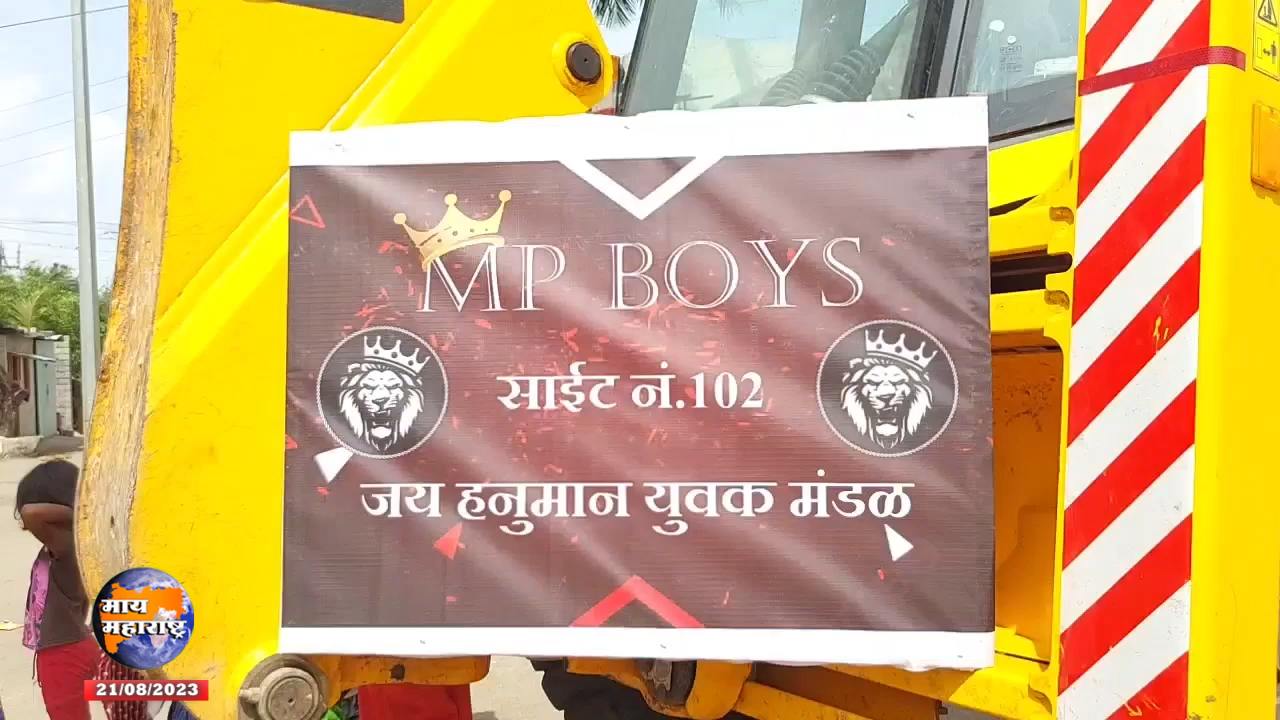 MP BOYS
साईट नं.102
जय हनुमान युवक मंडळ
माय
महाराष्ट्र
21/08/2023